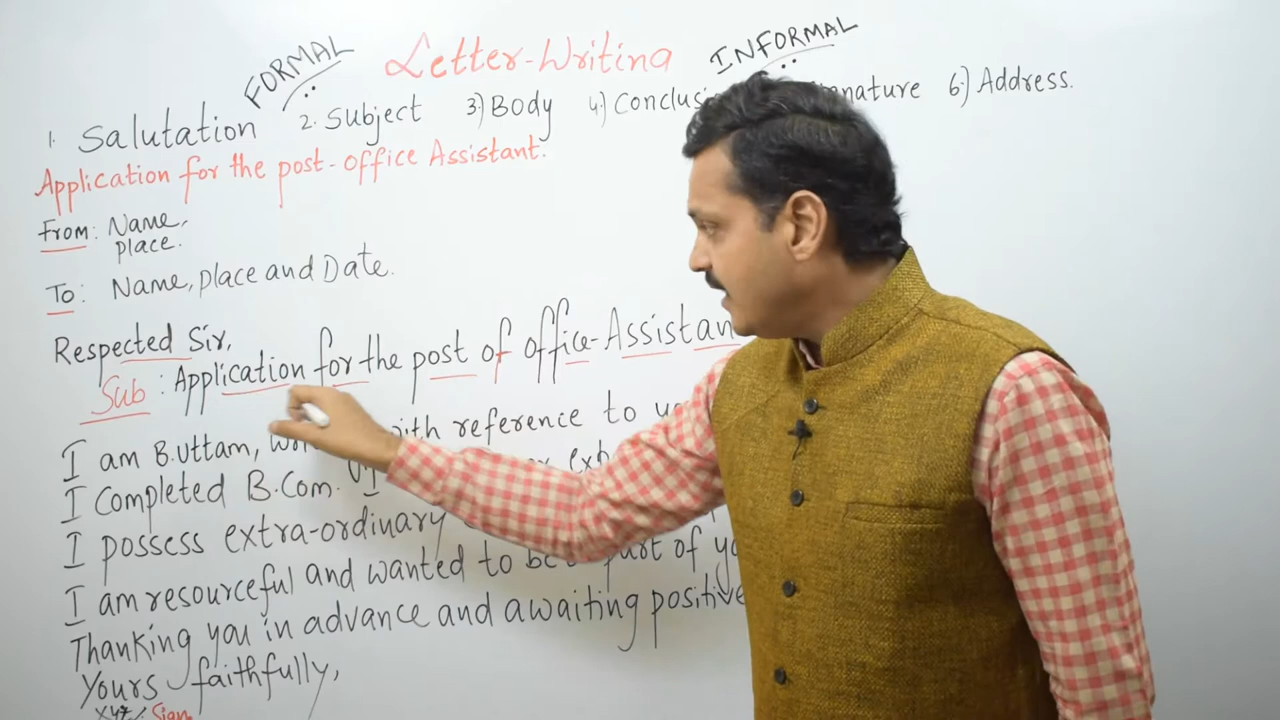 FORMAL Letter-Writing INFORMAL
1. Salutation 2. Subject 3.) Body 4.) Conclusi nature 6.) Address.
Application for the post-office Assistant.
From: Name,
place.
To: Name, place and Date.
Respected Sir,
Sub: Application for the post of office-Assistan
I am B.Uttam, with reference to
I Completed B.Com. I
I possess extra-ordinary
I am resourceful and wanted to be part of
Thanking you in advance and awaiting positive
Yours faithfully,
XYZ. Sign